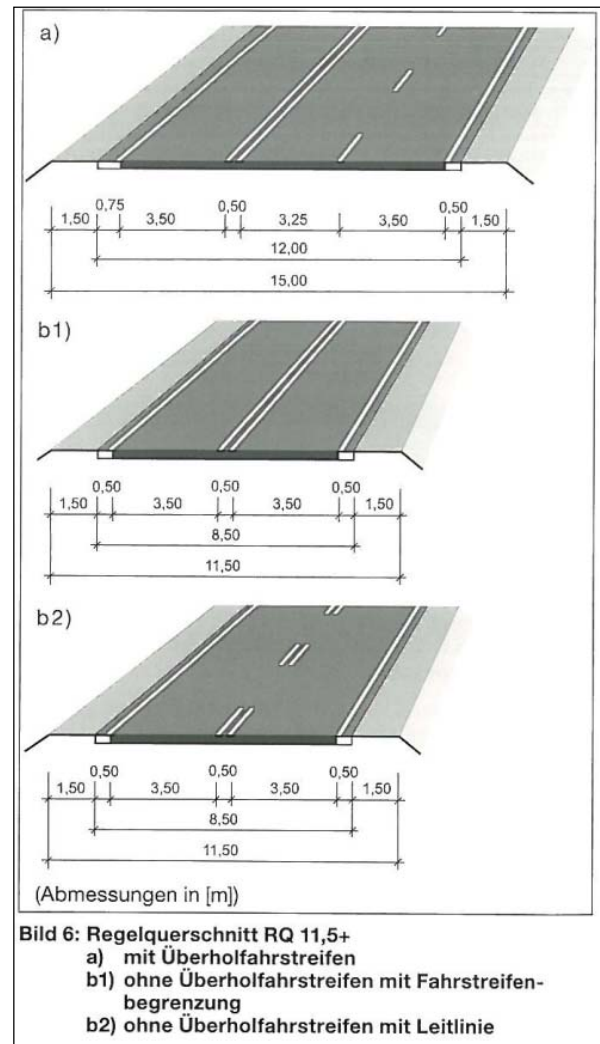 a)
0,75 0,50 0,50
1,50 3,50 3,25 3,50 1,50
12,00
15,00
b1)
0,50 0,50 0,50
1,50 3,50 3,50 1,50
8,50
11,50
b2)
0,50 0,50 0,50
1,50 3,50 3,50 1,50
8,50
11,50
(Abmessungen in [m])
Bild 6: Regelquerschnitt RQ 11,5+
a) mit Überholfahrstreifen
b1) ohne Überholfahrstreifen mit Fahrstreifen-
begrenzung
b2) ohne Überholfahrstreifen mit Leitlinie